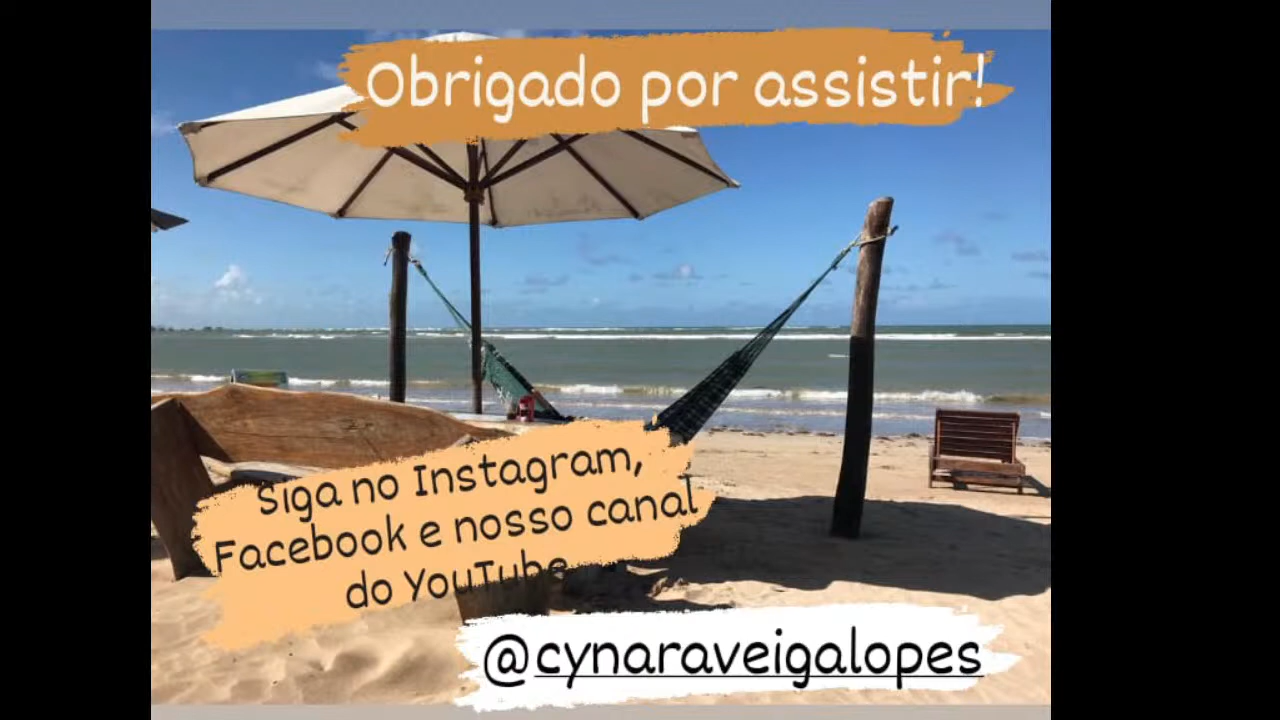 Obrigado por assistir!
Siga no Instagram,
Facebook e nosso canal
do YouTube
@cynaraveigalopes